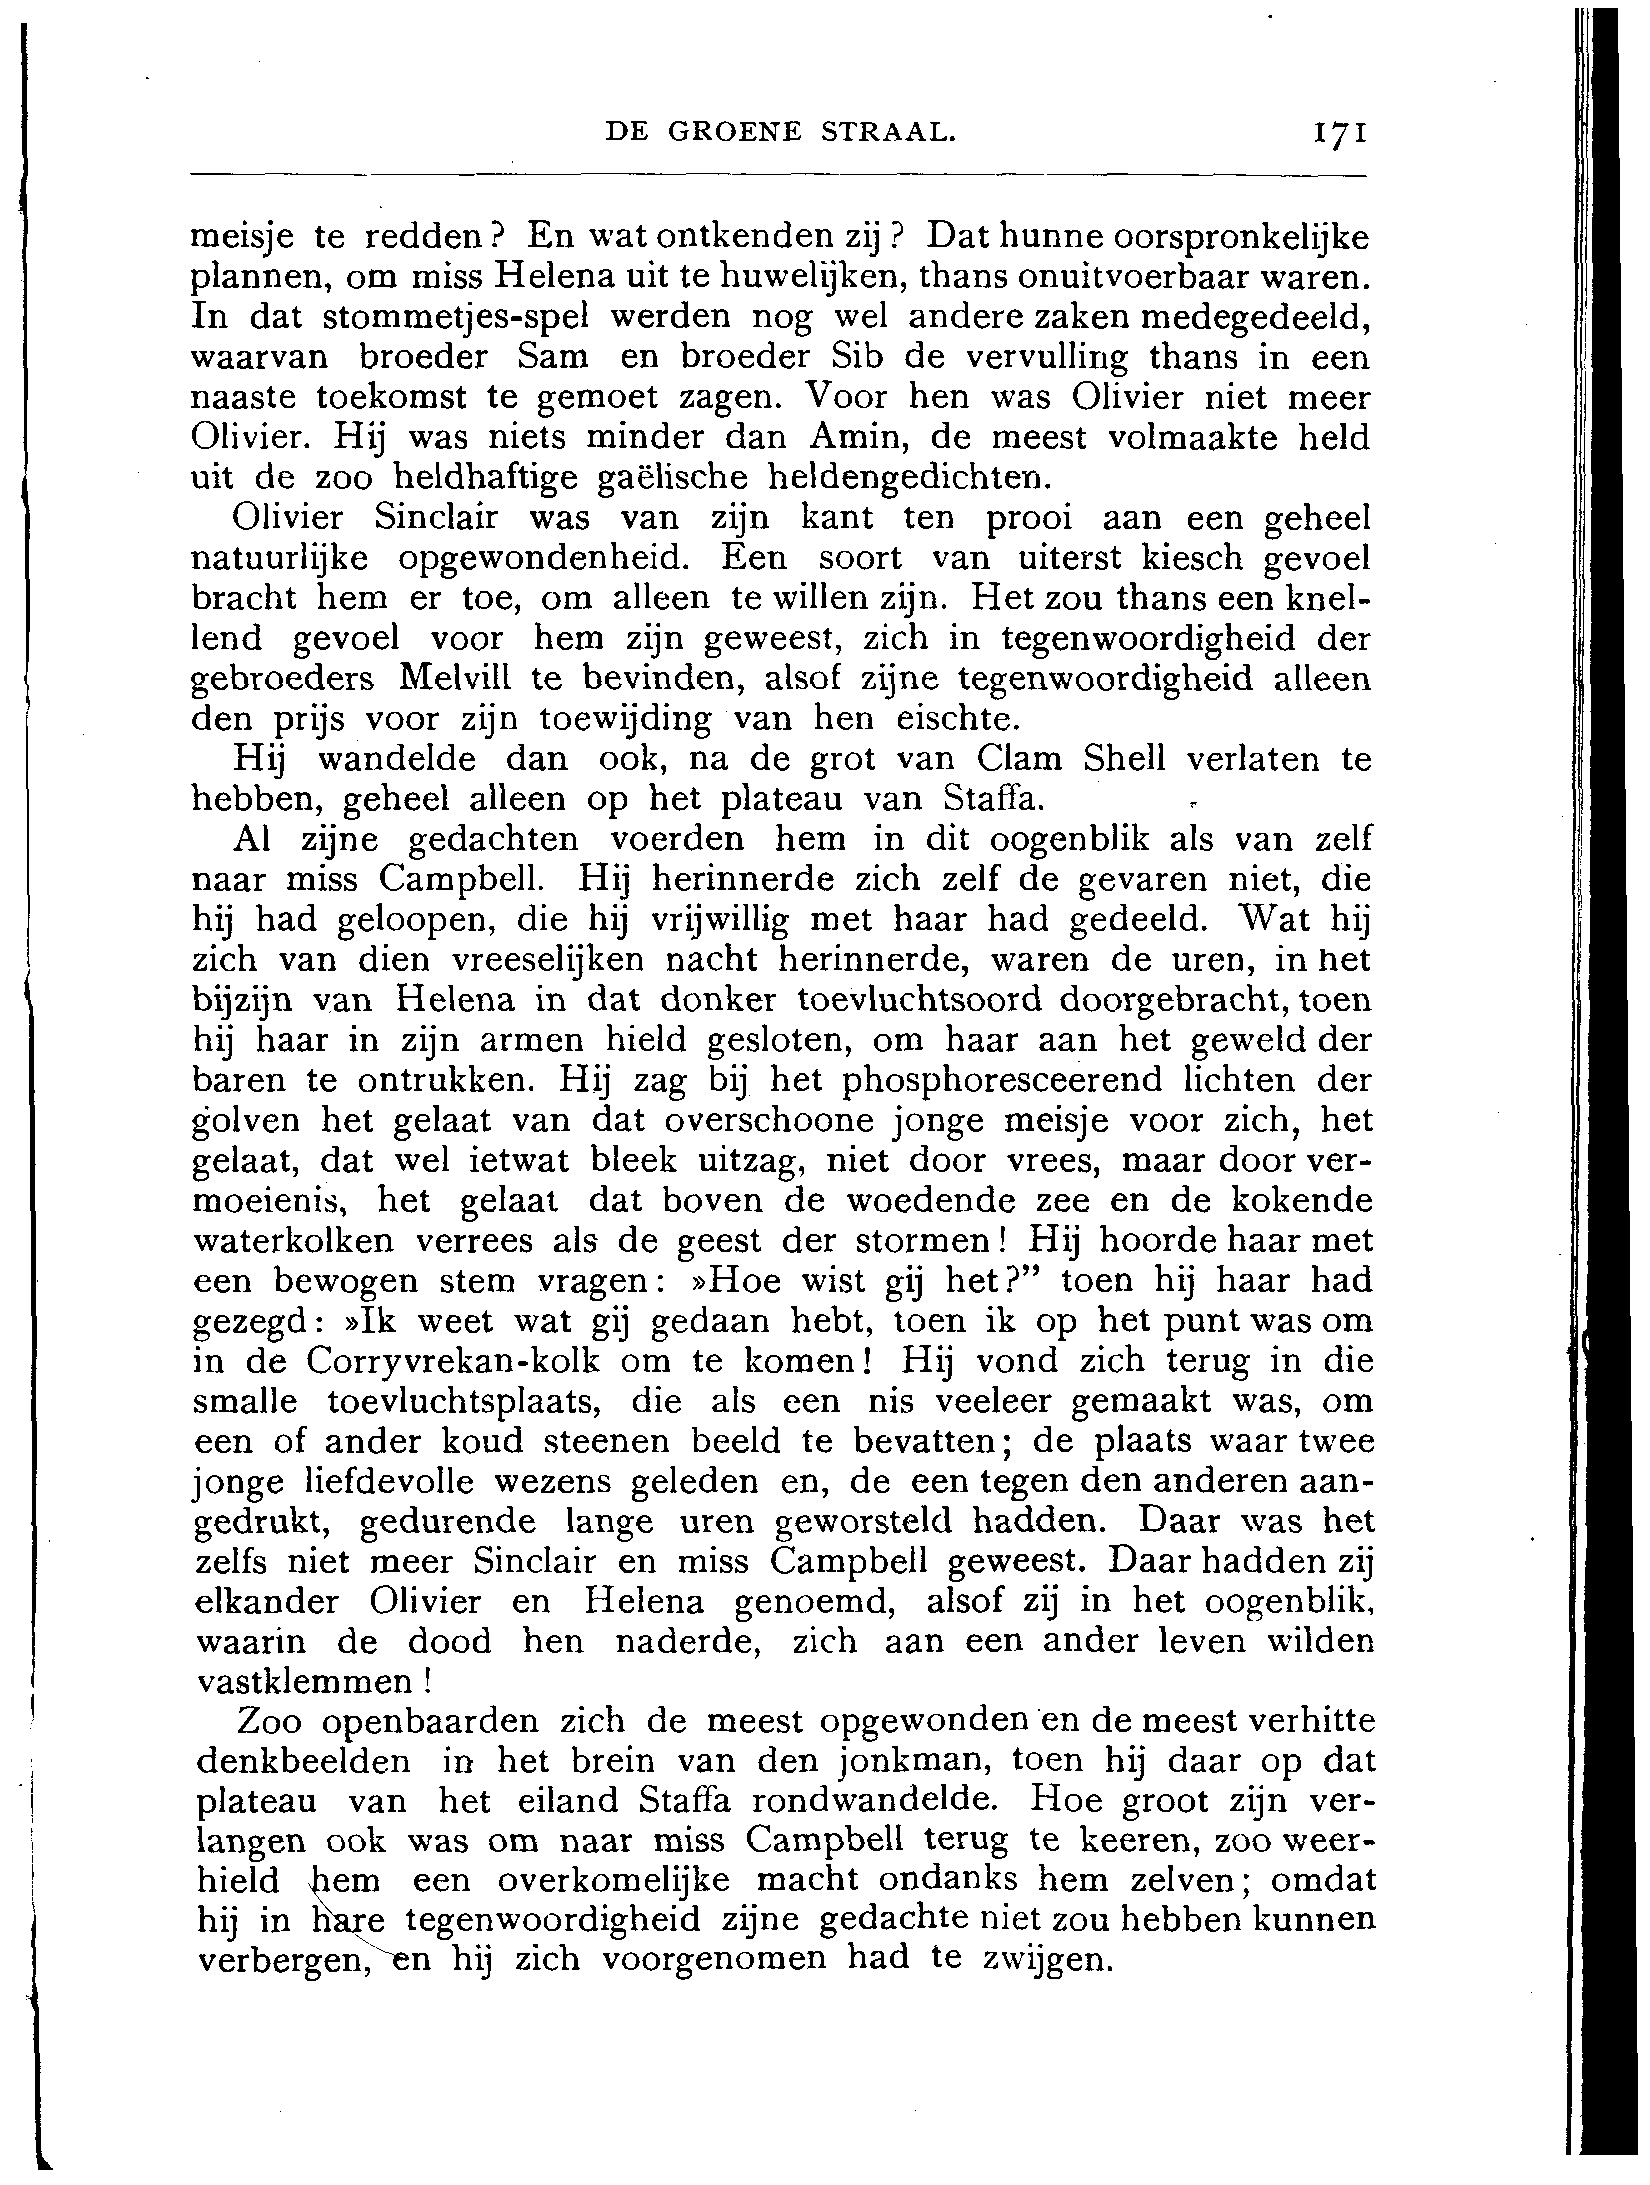 DE GROENE STRAAL. 171
meisje te redden? En wat ontkenden zij? Dat hunne oorspronkelijke
plannen, om miss Helena uit te huwelijken, thans onuitvoerbaar waren.
In dat stommetjes-spel werden nog wel andere zaken medegedeeld,
waarvan broeder Sam en broeder Sib de vervulling thans in een
naaste toekomst te gemoet zagen. Voor hen was Olivier niet meer
Olivier. Hij was niets minder dan Amin, de meest volmaakte held
uit de zoo heldhaftige gaëlische heldengedichten.
Olivier Sinclair was van zijn kant ten prooi aan een geheel
natuurlijke opgewondenheid. Een soort van uiterst kiesch gevoel
bracht hem er toe, om alleen te willen zijn. Het zou thans een knel-
lend gevoel voor hem zijn geweest, zich in tegenwoordigheid der
gebroeders Melvill te bevinden, alsof zijne tegenwoordigheid alleen
den prijs voor zijn toewijding van hen eischte.
Hij wandelde dan ook, na de grot van Clam Shell verlaten te
hebben, geheel alleen op het plateau van Staffa.
Al zijne gedachten voerden hem in dit oogenblik als van zelf
naar miss Campbell. Hij herinnerde zich zelf de gevaren niet, die
hij had geloopen, die hij vrijwillig met haar had gedeeld. Wat hij
zich van dien vreeselijken nacht herinnerde, waren de uren, in het
bijzijn van Helena in dat donker toevluchtsoord doorgebracht, toen
hij haar in zijn armen hield gesloten, om haar aan het geweld der
baren te ontrukken. Hij zag bij het phosphoresceerend lichten der
golven het gelaat van dat overschoone jonge meisje voor zich, het
gelaat, dat wel ietwat bleek uitzag, niet door vrees, maar door ver-
moeienis, het gelaat dat boven de woedende zee en de kokende
waterkolken verrees als de geest der stormen! Hij hoorde haar met
een bewogen stem vragen: »Hoe wist gij het?” toen hij haar had
gezegd: »Ik weet wat gij gedaan hebt, toen ik op het punt was om
in de Corryvrekan-kolk om te komen! Hij vond zich terug in die
smalle toevluchtsplaats, die als een nis veeleer gemaakt was, om
een of ander koud steenen beeld te bevatten; de plaats waar twee
jonge liefdevolle wezens geleden en, de een tegen den anderen aan-
gedrukt, gedurende lange uren geworsteld hadden. Daar was het
zelfs niet meer Sinclair en miss Campbell geweest. Daar hadden zij
elkander Olivier en Helena genoemd, alsof zij in het oogenblik,
waarin de dood hen naderde, zich aan een ander leven wilden
vastklemmen!
Zoo openbaarden zich de meest opgewonden en de meest verhitte
denkbeelden in het brein van den jonkman, toen hij daar op dat
plateau van het eiland Staffa rondwandelde. Hoe groot zijn ver-
langen ook was om naar miss Campbell terug te keeren, zoo weer-
hield hem een overkomelijke macht ondanks hem zelven; omdat
hij in hare tegenwoordigheid zijne gedachte niet zou hebben kunnen
verbergen, en hij zich voorgenomen had te zwijgen.